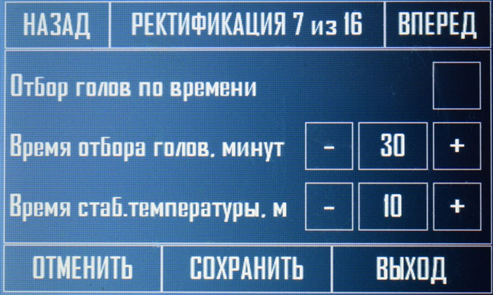 НАЗАД РЕКТИФИКАЦИЯ 7 из 16 ВПЕРЕД
Отбор голов по времени
Время отбора голов, минут - 30 +
Время стаб.температуры, м - 10 +
ОТМЕНИТЬ СОХРАНИТЬ ВЫХОД